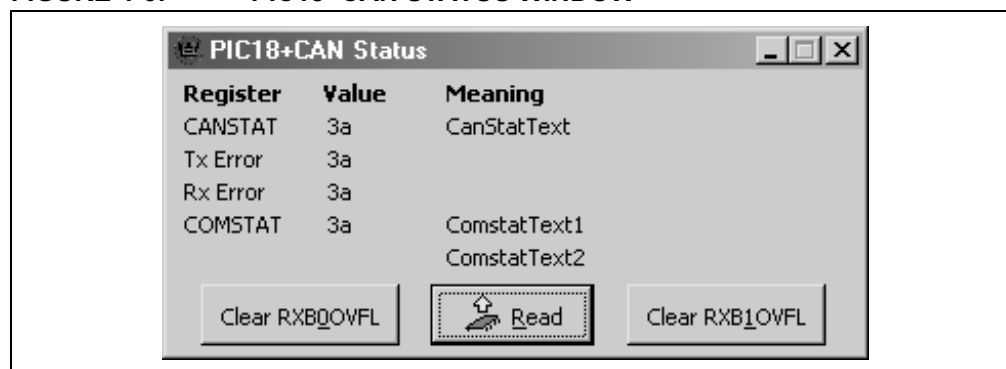 PIC18+CAN Status
Register Value Meaning
CANSTAT 3a CanStatText
Tx Error 3a
Rx Error 3a
COMSTAT 3a ComstatText1
ComstatText2
Clear RXB0OVFL Read Clear RXB1OVFL